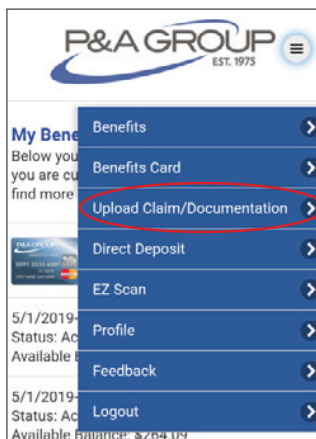 P&A GROUP
EST. 1975
My Bene
Below you
you are cu
find more
Benefits
Benefits Card
Upload Claim/Documentation
Direct Deposit
EZ Scan
Profile
Feedback
Logout
P&A GROUP
5/1/2019-
Status: Ac
Available B
5/1/2019-
Status: Ac
Available Balance: $264.09